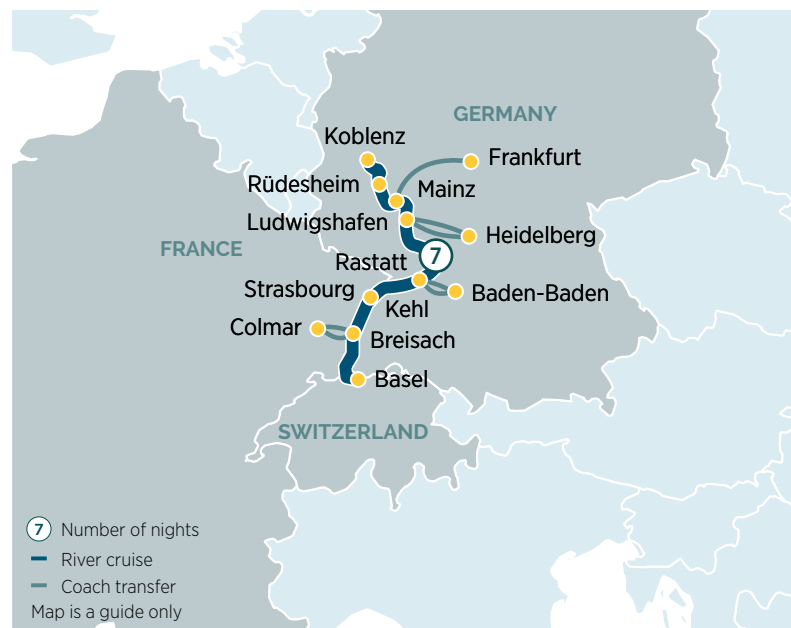 GERMANY
Koblenz
Frankfurt
Rüdesheim
Mainz
Ludwigshafen
Heidelberg
FRANCE
7
Rastatt
Strasbourg
Baden-Baden
Kehl
Colmar
Breisach
Basel
SWITZERLAND
7 Number of nights
River cruise
Coach transfer
Map is a guide only